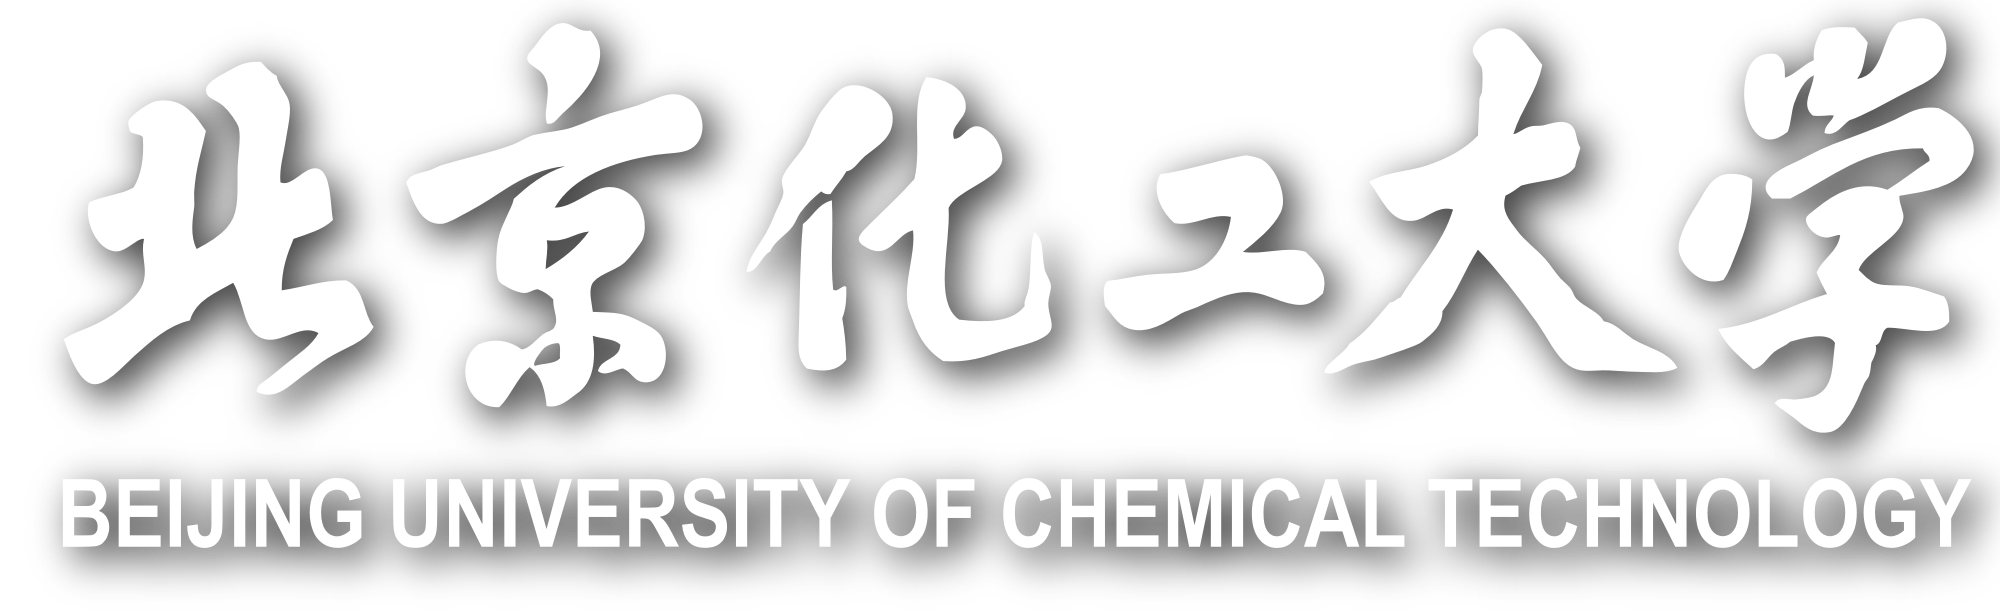 北京化工大学
BEIJING UNIVERSITY OF CHEMICAL TECHNOLOGY